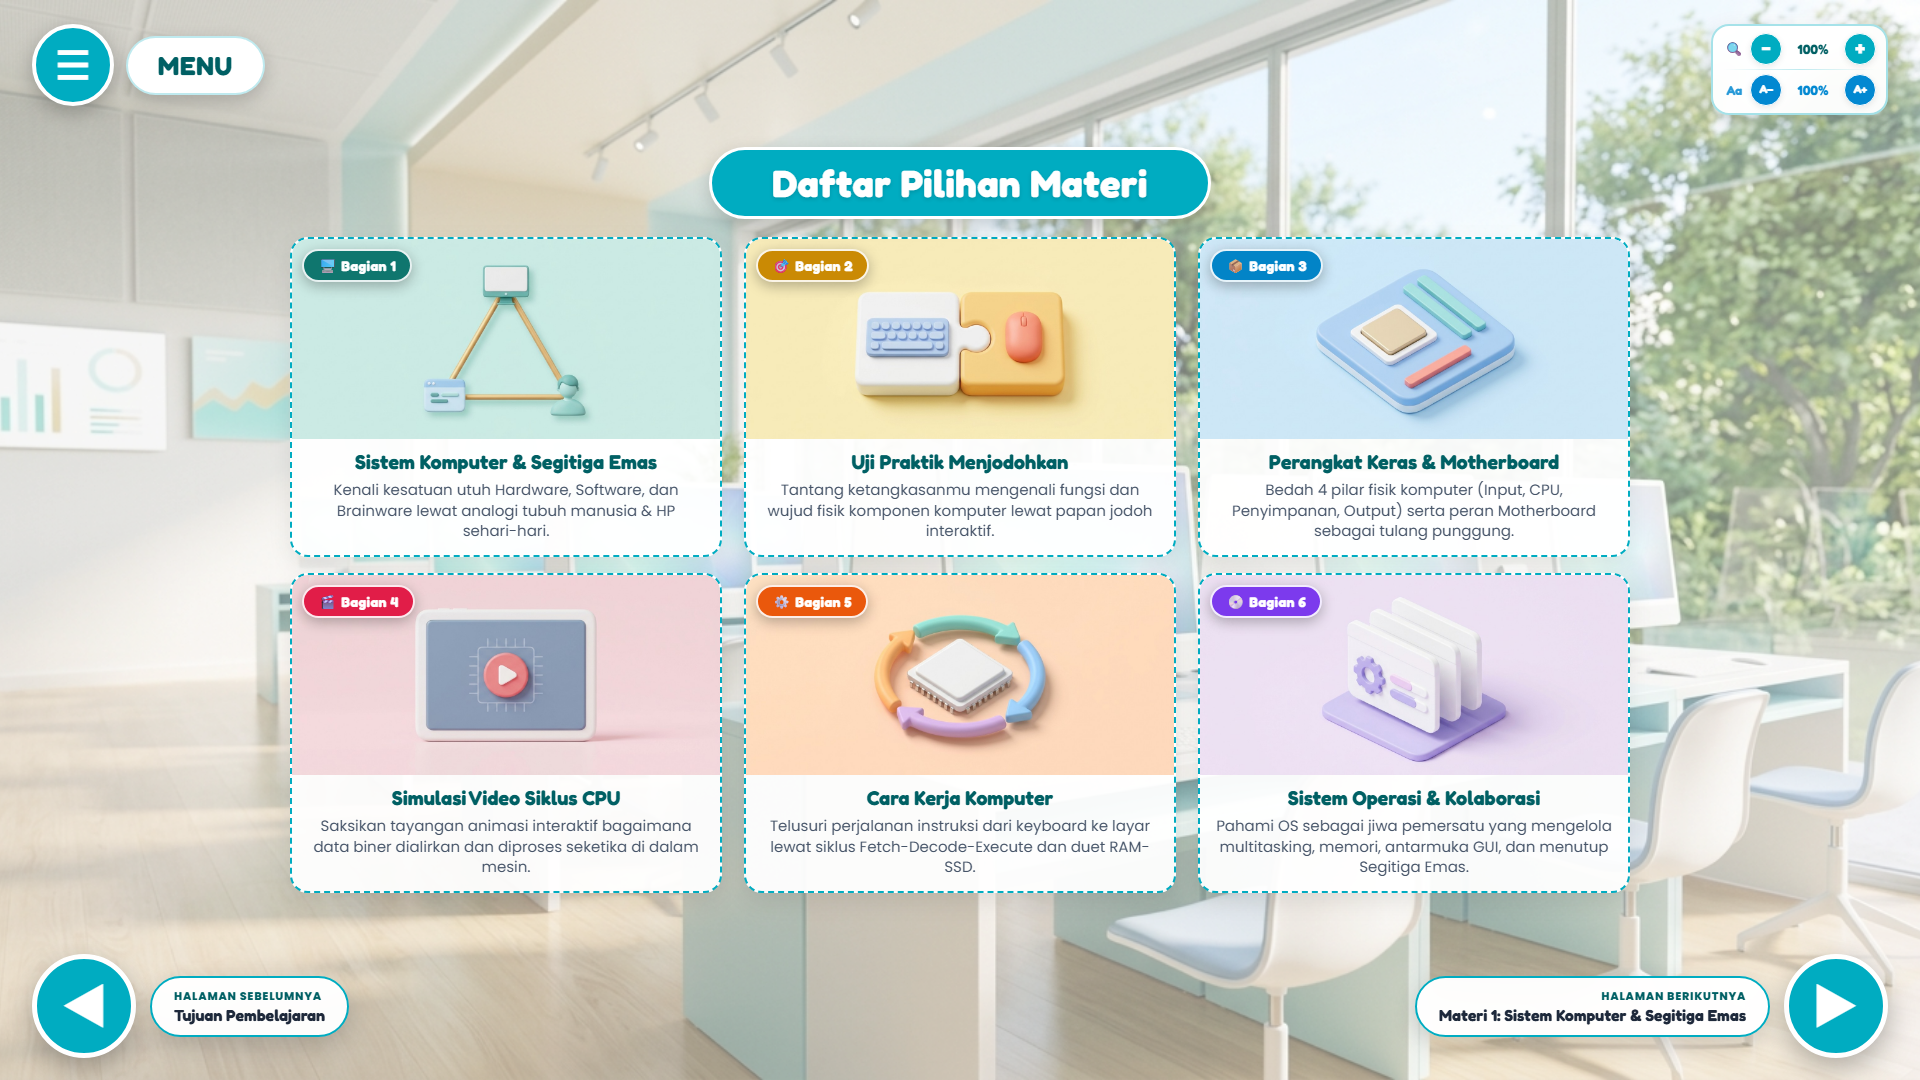 MENU
100%
Aa A- 100% A+
Daftar Pilihan Materi
Bagian 1
Sistem Komputer & Segitiga Emas
Kenali kesatuan utuh Hardware, Software, dan
Brainware lewat analogi tubuh manusia & HP
sehari-hari.
Bagian 2
Uji Praktik Menjodohkan
Tantang ketangkasanmu mengenali fungsi dan
wujud fisik komponen komputer lewat papan jodoh
interaktif.
Bagian 3
Perangkat Keras & Motherboard
Bedah 4 pilar fisik komputer (Input, CPU,
Penyimpanan, Output) serta peran Motherboard
sebagai tulang punggung.
Bagian 4
Simulasi Video Siklus CPU
Saksikan tayangan animasi interaktif bagaimana
data biner dialirkan dan diproses seketika di dalam
mesin.
Bagian 5
Cara Kerja Komputer
Telusuri perjalanan instruksi dari keyboard ke layar
lewat siklus Fetch-Decode-Execute dan duet RAM-
SSD.
Bagian 6
Sistem Operasi & Kolaborasi
Pahami OS sebagai jiwa pemersatu yang mengelola
multitasking, memori, antarmuka GUI, dan menutup
Segitiga Emas.
HALAMAN SEBELUMNYA
Tujuan Pembelajaran
HALAMAN BERIKUTNYA
Materi 1: Sistem Komputer & Segitiga Emas